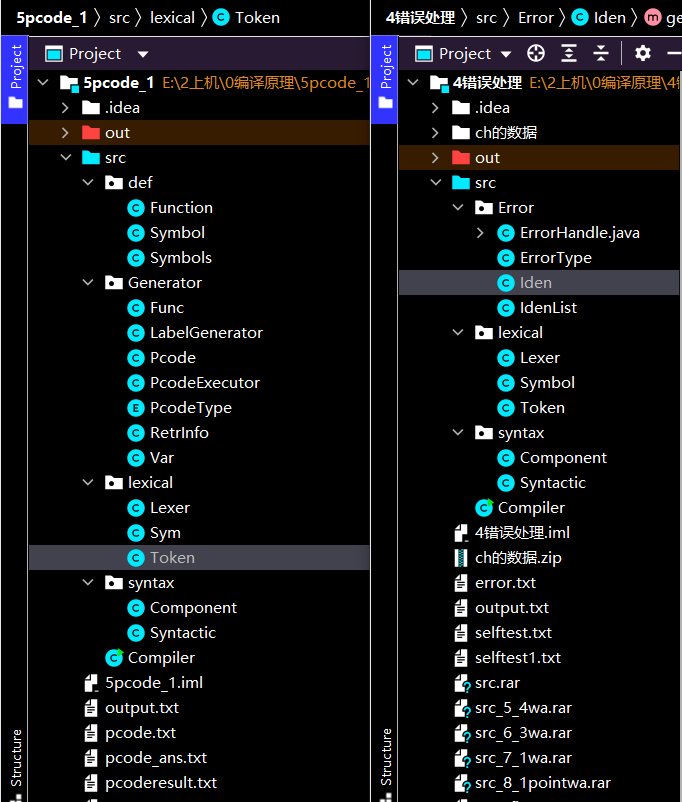 5pcode_1 〉 src 〉 lexical 〉 C Token
Project
Project
5pcode_1 E:\2上机\0编译原理\5pcode_1
.idea
out
src
def
C Function
C Symbol
C Symbols
Generator
C Func
C LabelGenerator
C Pcode
C PcodeExecutor
E PcodeType
C RetrInfo
C Var
lexical
C Lexer
C Sym
C Token
syntax
C Component
C Syntactic
C Compiler
5pcode_1.iml
output.txt
pcode.txt
pcode_ans.txt
pcoderesult.txt
Structure
4错误处理 〉 src 〉 Error 〉 C Iden 〉 m ge
Project
Project
4错误处理 E:\2上机\0编译原理\4错
.idea
ch的数据
out
src
Error
C ErrorHandle.java
C ErrorType
C Iden
C IdenList
lexical
C Lexer
C Symbol
C Token
syntax
C Component
C Syntactic
C Compiler
4错误处理.iml
ch的数据.zip
error.txt
output.txt
selftest.txt
selftest1.txt
src.rar
src_5_4wa.rar
src_6_3wa.rar
src_7_1wa.rar
src_8_1pointwa.rar
Structure